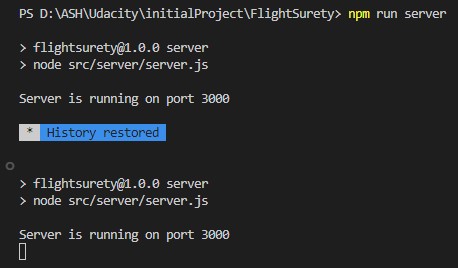 PS D:\ASH\Udacity\initialProject\FlightSurety> npm run server
> flightsurety@1.0.0 server
> node src/server/server.js
Server is running on port 3000
* History restored
> flightsurety@1.0.0 server
> node src/server/server.js
Server is running on port 3000